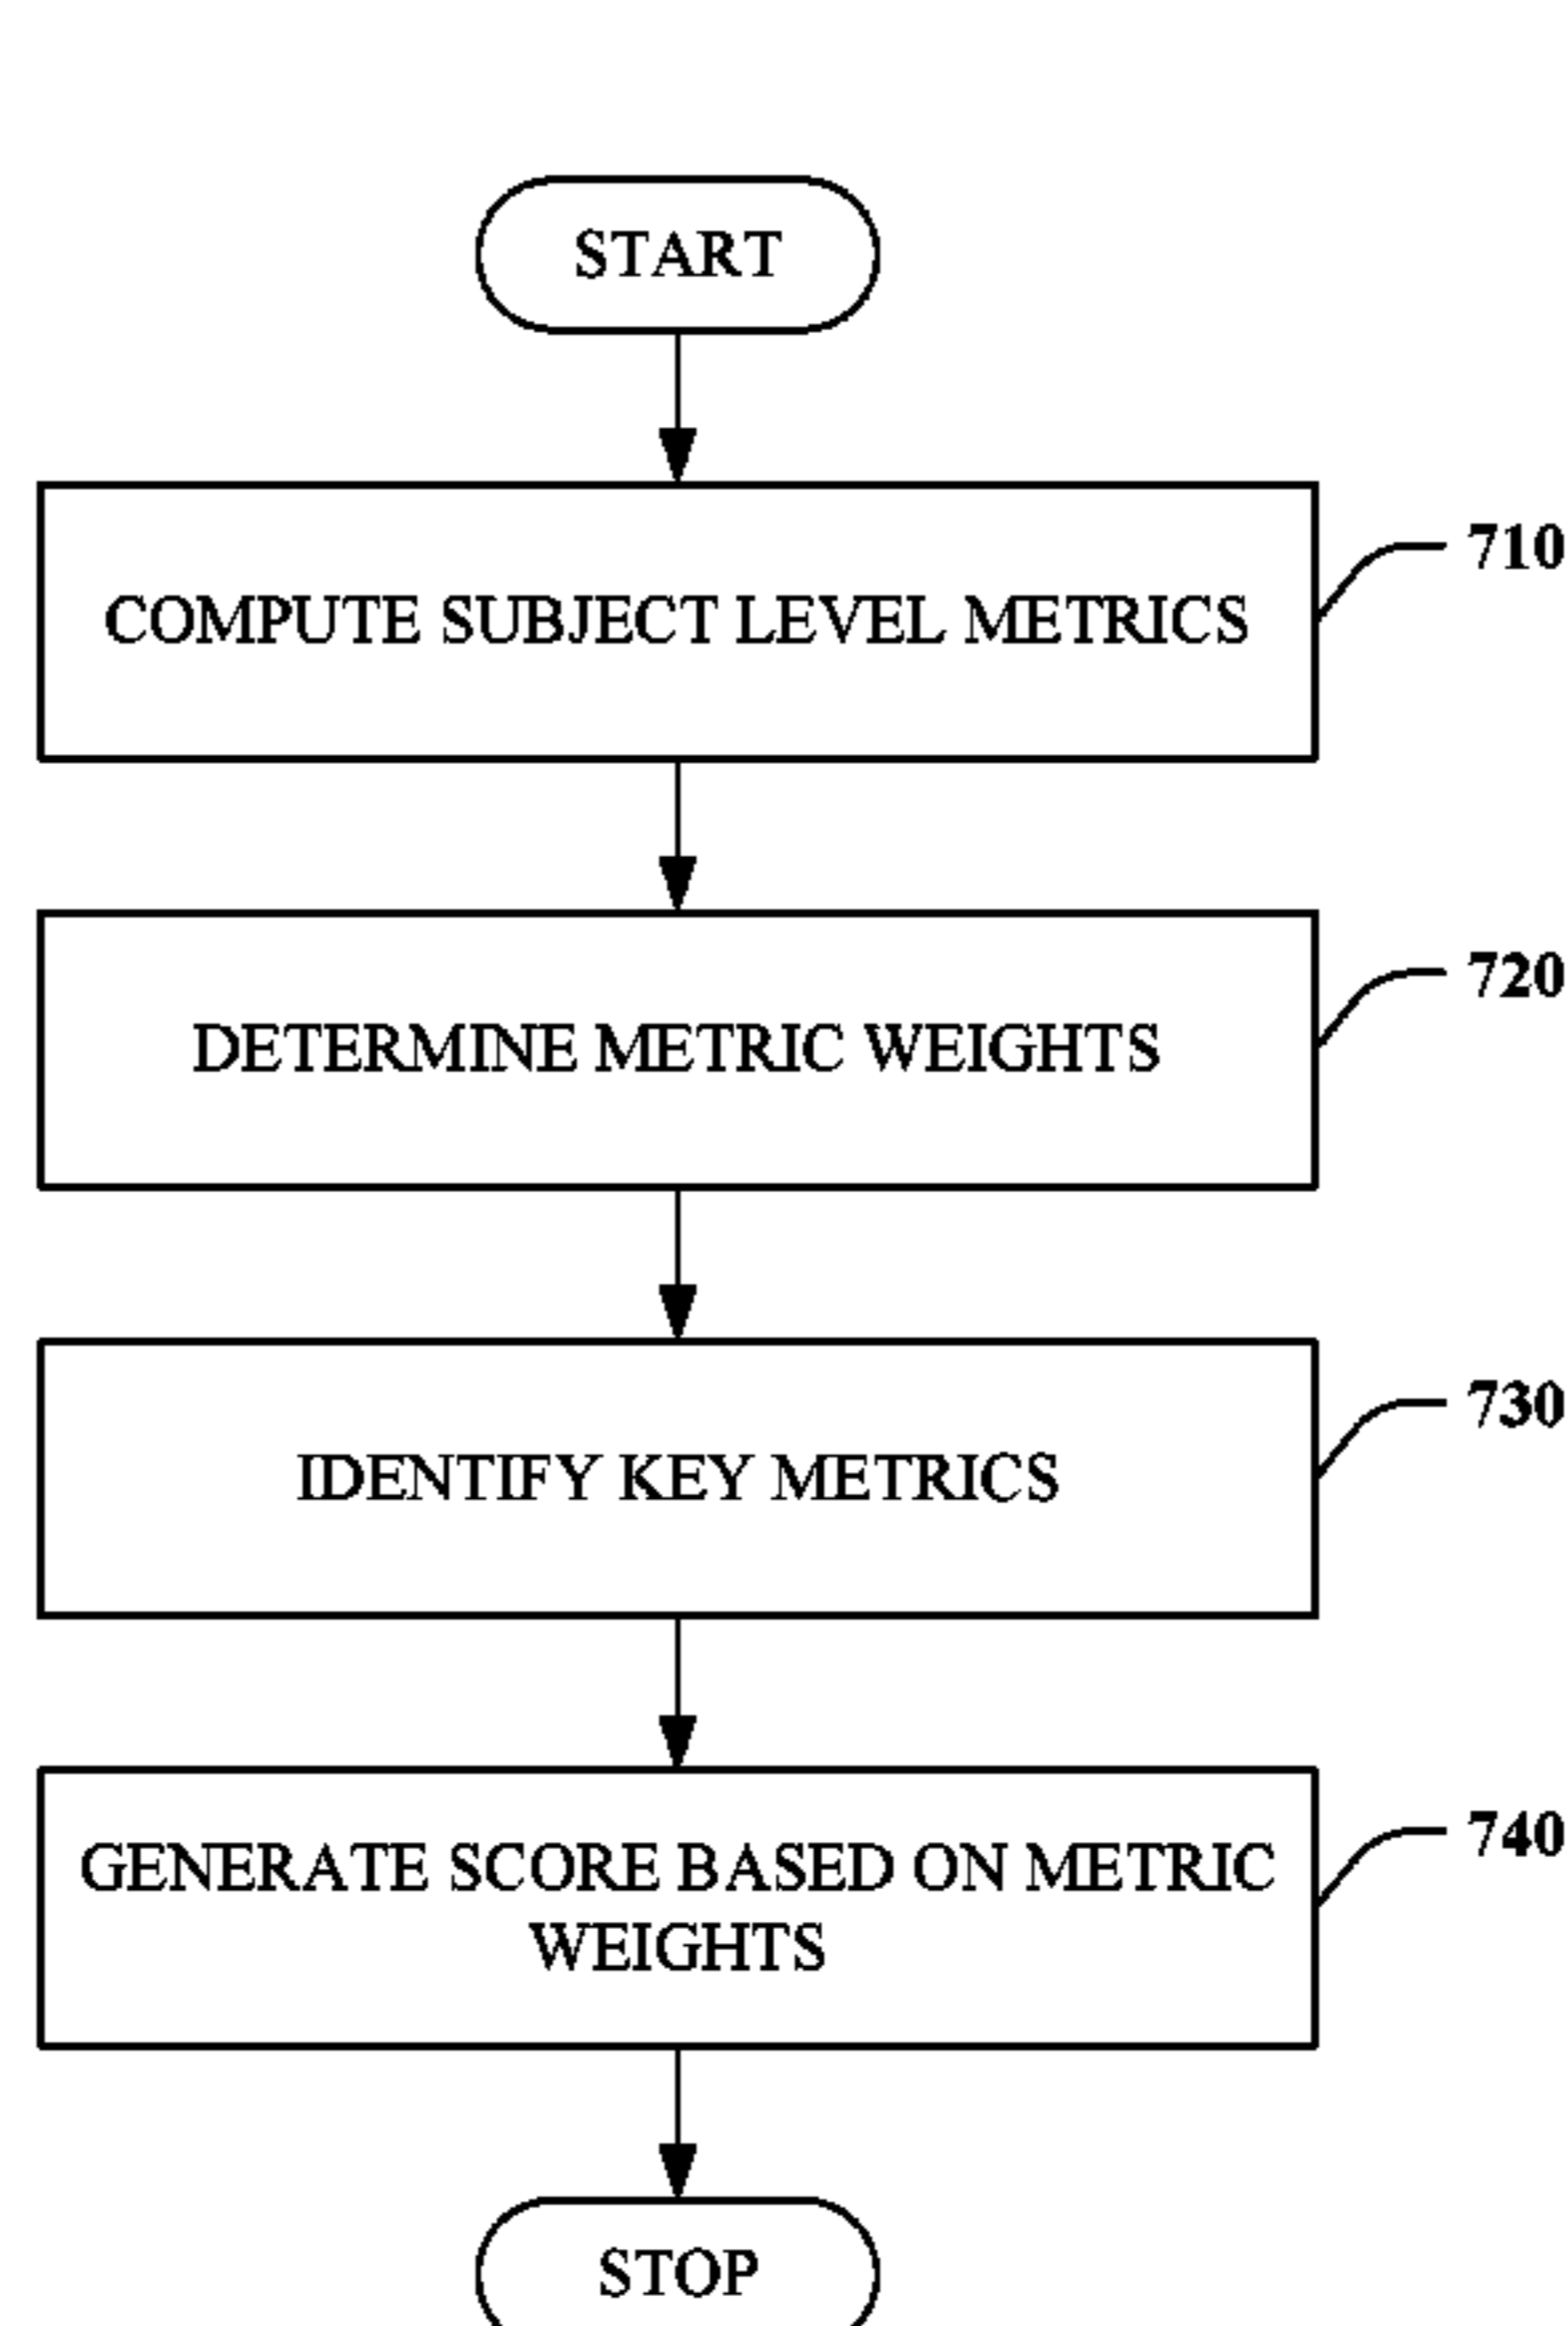 START
COMPUTE SUBJECT LEVEL METRICS
710
DETERMINE METRIC WEIGHTS
720
IDENTIFY KEY METRICS
730
GENERATE SCORE BASED ON METRIC
WEIGHTS
740
STOP